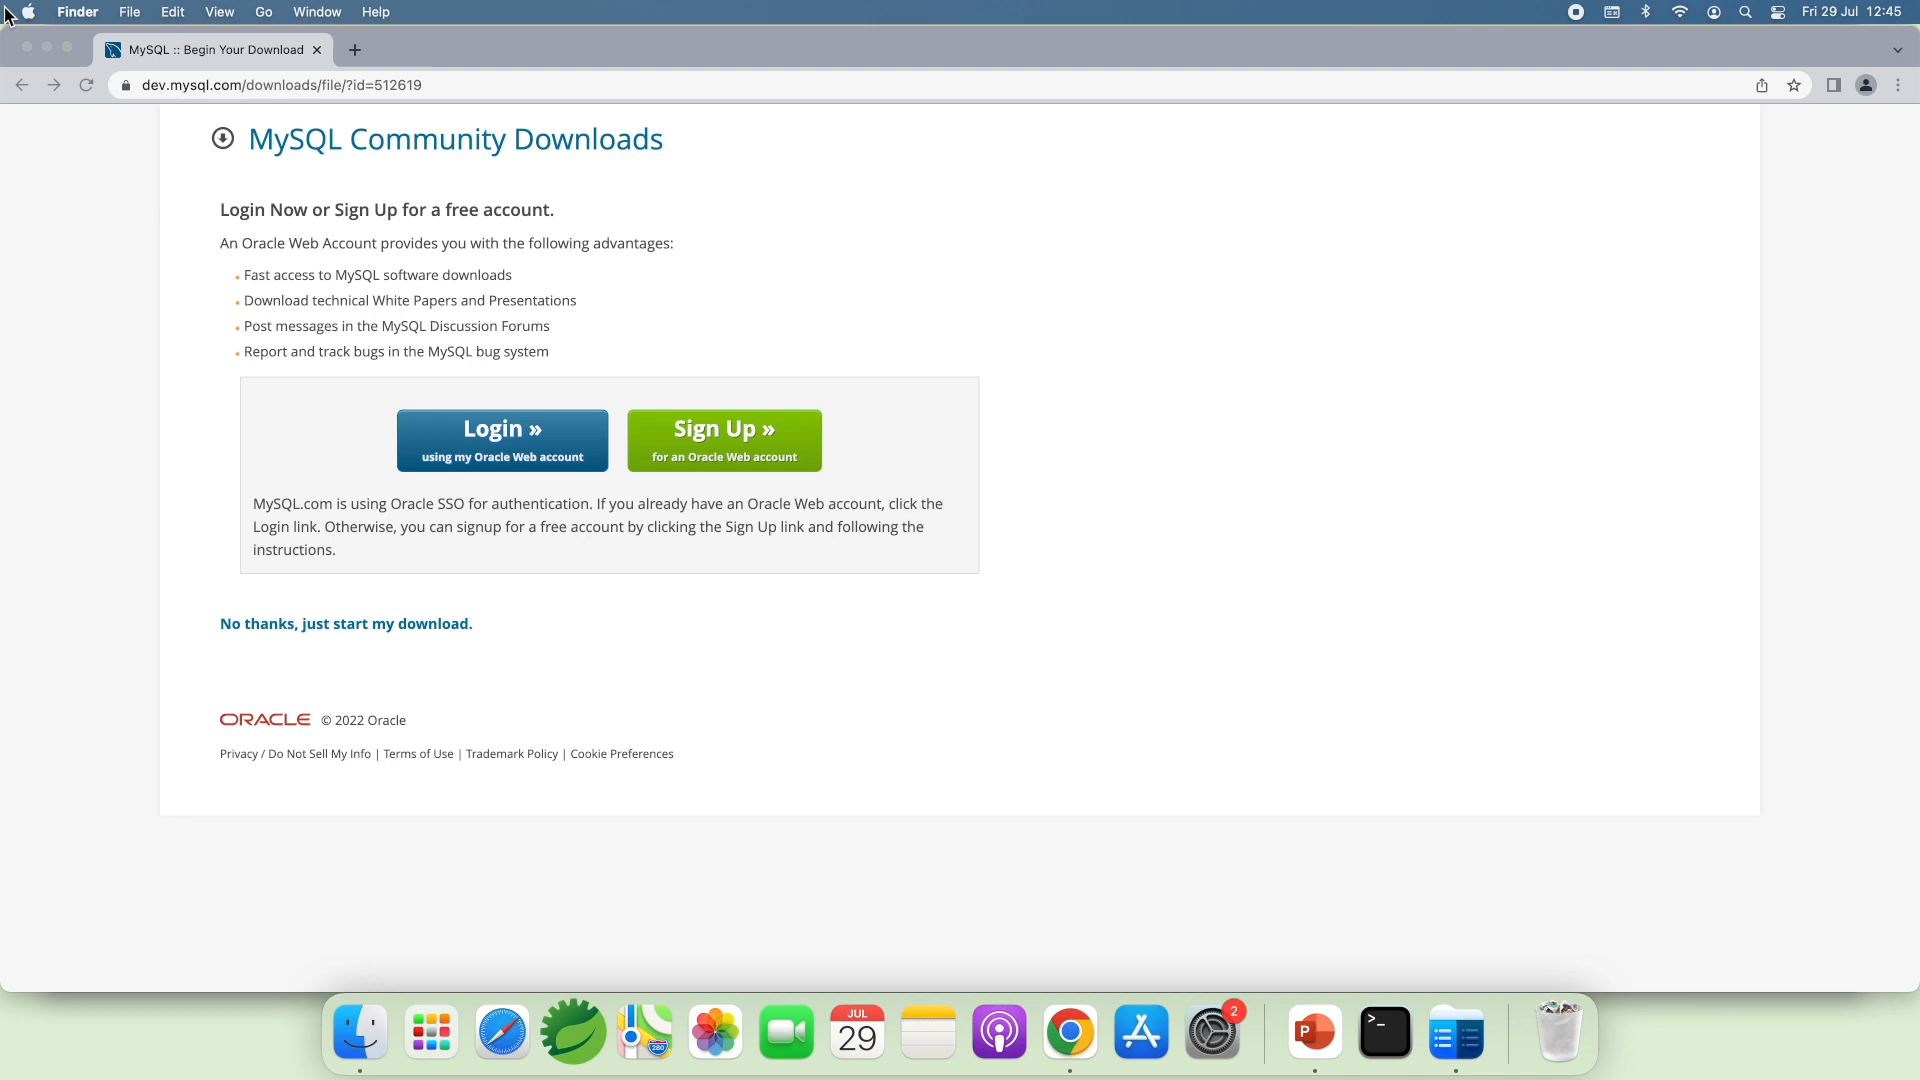 Finder File Edit View Go Window Help Fri 29 Jul 12:45
MySQL :: Begin Your Download
dev.mysql.com/downloads/file/?id=512619
MySQL Community Downloads
Login Now or Sign Up for a free account.
An Oracle Web Account provides you with the following advantages:
Fast access to MySQL software downloads
Download technical White Papers and Presentations
Post messages in the MySQL Discussion Forums
Report and track bugs in the MySQL bug system
Login » Sign Up »
using my Oracle Web account for an Oracle Web account
MySQL.com is using Oracle SSO for authentication. If you already have an Oracle Web account, click the
Login link. Otherwise, you can signup for a free account by clicking the Sign Up link and following the
instructions.
No thanks, just start my download.
ORACLE © 2022 Oracle
Privacy / Do Not Sell My Info | Terms of Use | Trademark Policy | Cookie Preferences
JUL 2
280 29 P >_